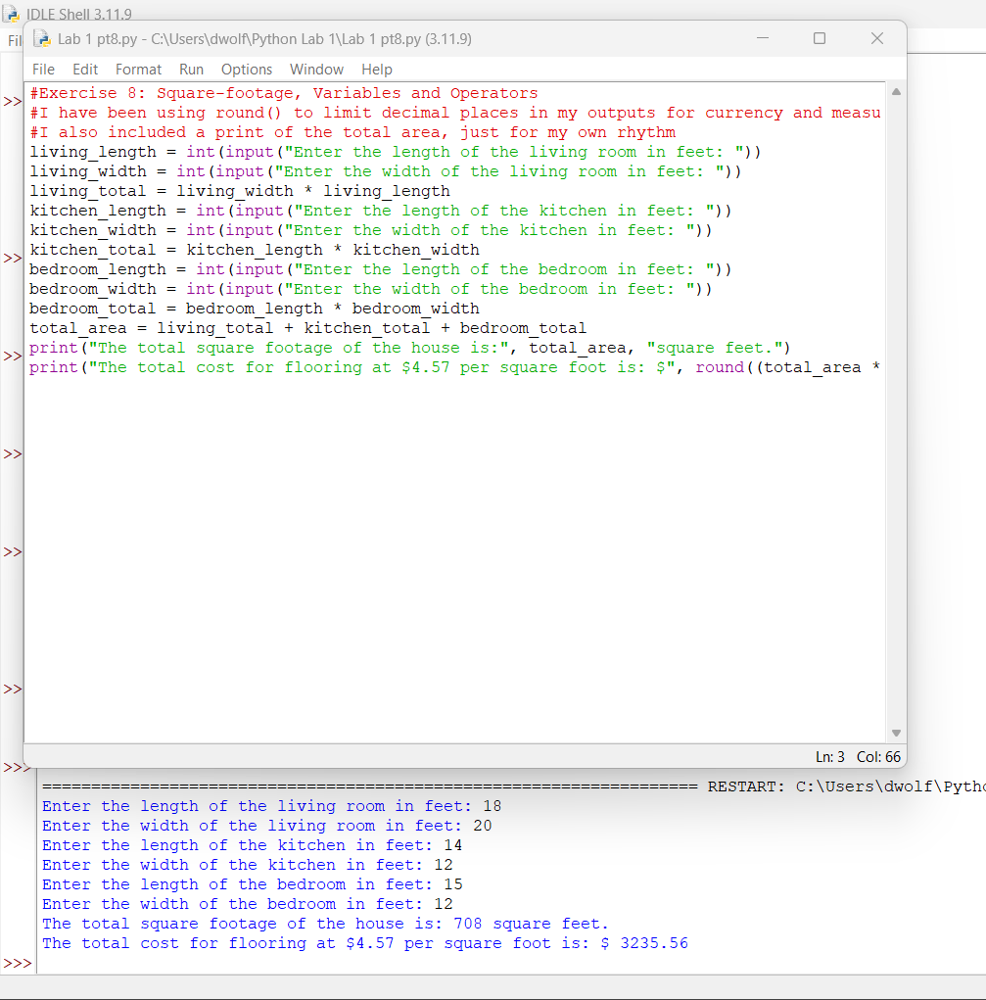 IDLE Shell 3.11.9
Fil
Lab 1 pt8.py - C:\Users\dwolf\Python Lab 1\Lab 1 pt8.py (3.11.9)
File Edit Format Run Options Window Help
>> #Exercise 8: Square-footage, Variables and Operators
#I have been using round() to limit decimal places in my outputs for currency and measu
#I also included a print of the total area, just for my own rhythm
living_length = int(input("Enter the length of the living room in feet: "))
living_width = int(input("Enter the width of the living room in feet: "))
living_total = living_width * living_length
kitchen_length = int(input("Enter the length of the kitchen in feet: "))
kitchen_width = int(input("Enter the width of the kitchen in feet: "))
>> kitchen_total = kitchen_length * kitchen_width
bedroom_length = int(input("Enter the length of the bedroom in feet: "))
bedroom_width = int(input("Enter the width of the bedroom in feet: "))
bedroom_total = bedroom_length * bedroom_width
total_area = living_total + kitchen_total + bedroom_total
>> print("The total square footage of the house is:", total_area, "square feet.")
print("The total cost for flooring at $4.57 per square foot is: $", round((total_area *
>>
>>
>>
Ln: 3 Col: 66
>>>
=================================================================== RESTART: C:\Users\dwolf\Pytho
Enter the length of the living room in feet: 18
Enter the width of the living room in feet: 20
Enter the length of the kitchen in feet: 14
Enter the width of the kitchen in feet: 12
Enter the length of the bedroom in feet: 15
Enter the width of the bedroom in feet: 12
The total square footage of the house is: 708 square feet.
The total cost for flooring at $4.57 per square foot is: $ 3235.56
>>>